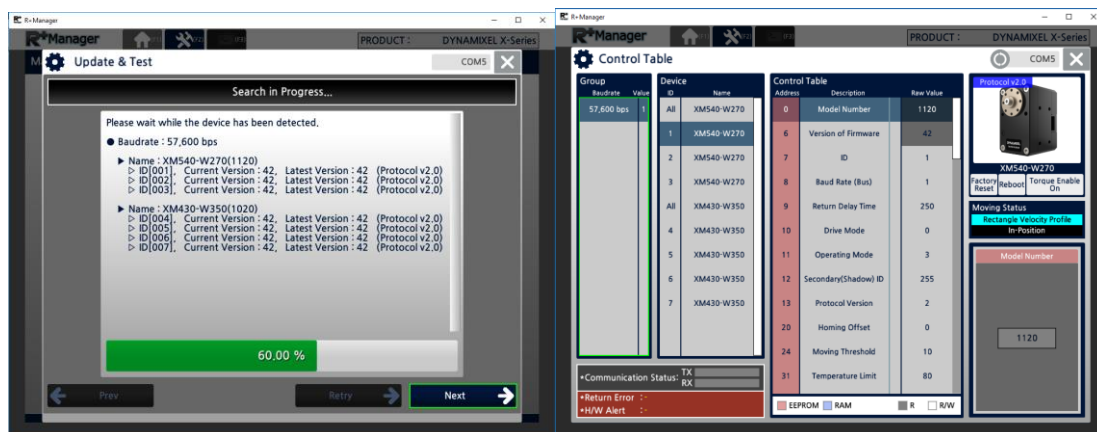 R+Manager
R+Manager
PRODUCT : DYNAMIXEL X-Series
Update & Test
COM5
Search in Progress...
Please wait while the device has been detected.
● Baudrate : 57,600 bps
▶ Name : XM540-W270(1120)
▷ ID[001], Current Version : 42, Latest Version : 42 (Protocol v2.0)
▷ ID[002], Current Version : 42, Latest Version : 42 (Protocol v2.0)
▷ ID[003], Current Version : 42, Latest Version : 42 (Protocol v2.0)
▶ Name : XM430-W350(1020)
▷ ID[004], Current Version : 42, Latest Version : 42 (Protocol v2.0)
▷ ID[005], Current Version : 42, Latest Version : 42 (Protocol v2.0)
▷ ID[006], Current Version : 42, Latest Version : 42 (Protocol v2.0)
▷ ID[007], Current Version : 42, Latest Version : 42 (Protocol v2.0)
60.00 %
Prev
Retry
Next
R+Manager
R+Manager
PRODUCT : DYNAMIXEL X-Series
Control Table
COM5
Group
Baudrate Value
57,600 bps 1
Device
ID Name
All XM540-W270
1 XM540-W270
2 XM540-W270
3 XM540-W270
All XM430-W350
4 XM430-W350
5 XM430-W350
6 XM430-W350
7 XM430-W350
Control Table
Address Description Raw Value
0 Model Number 1120
6 Version of Firmware 42
7 ID 1
8 Baud Rate (Bus) 1
9 Return Delay Time 250
10 Drive Mode 0
11 Operating Mode 3
12 Secondary(Shadow) ID 255
13 Protocol Version 2
20 Homing Offset 0
24 Moving Threshold 10
31 Temperature Limit 80
EEPROM RAM R R/W
•Communication Status: TX
RX
•Return Error :-
•H/W Alert :-
Protocol v2.0
XM540-W270
Factory Reset
Reboot
Torque Enable On
Moving Status
Rectangle Velocity Profile
In-Position
Model Number
1120